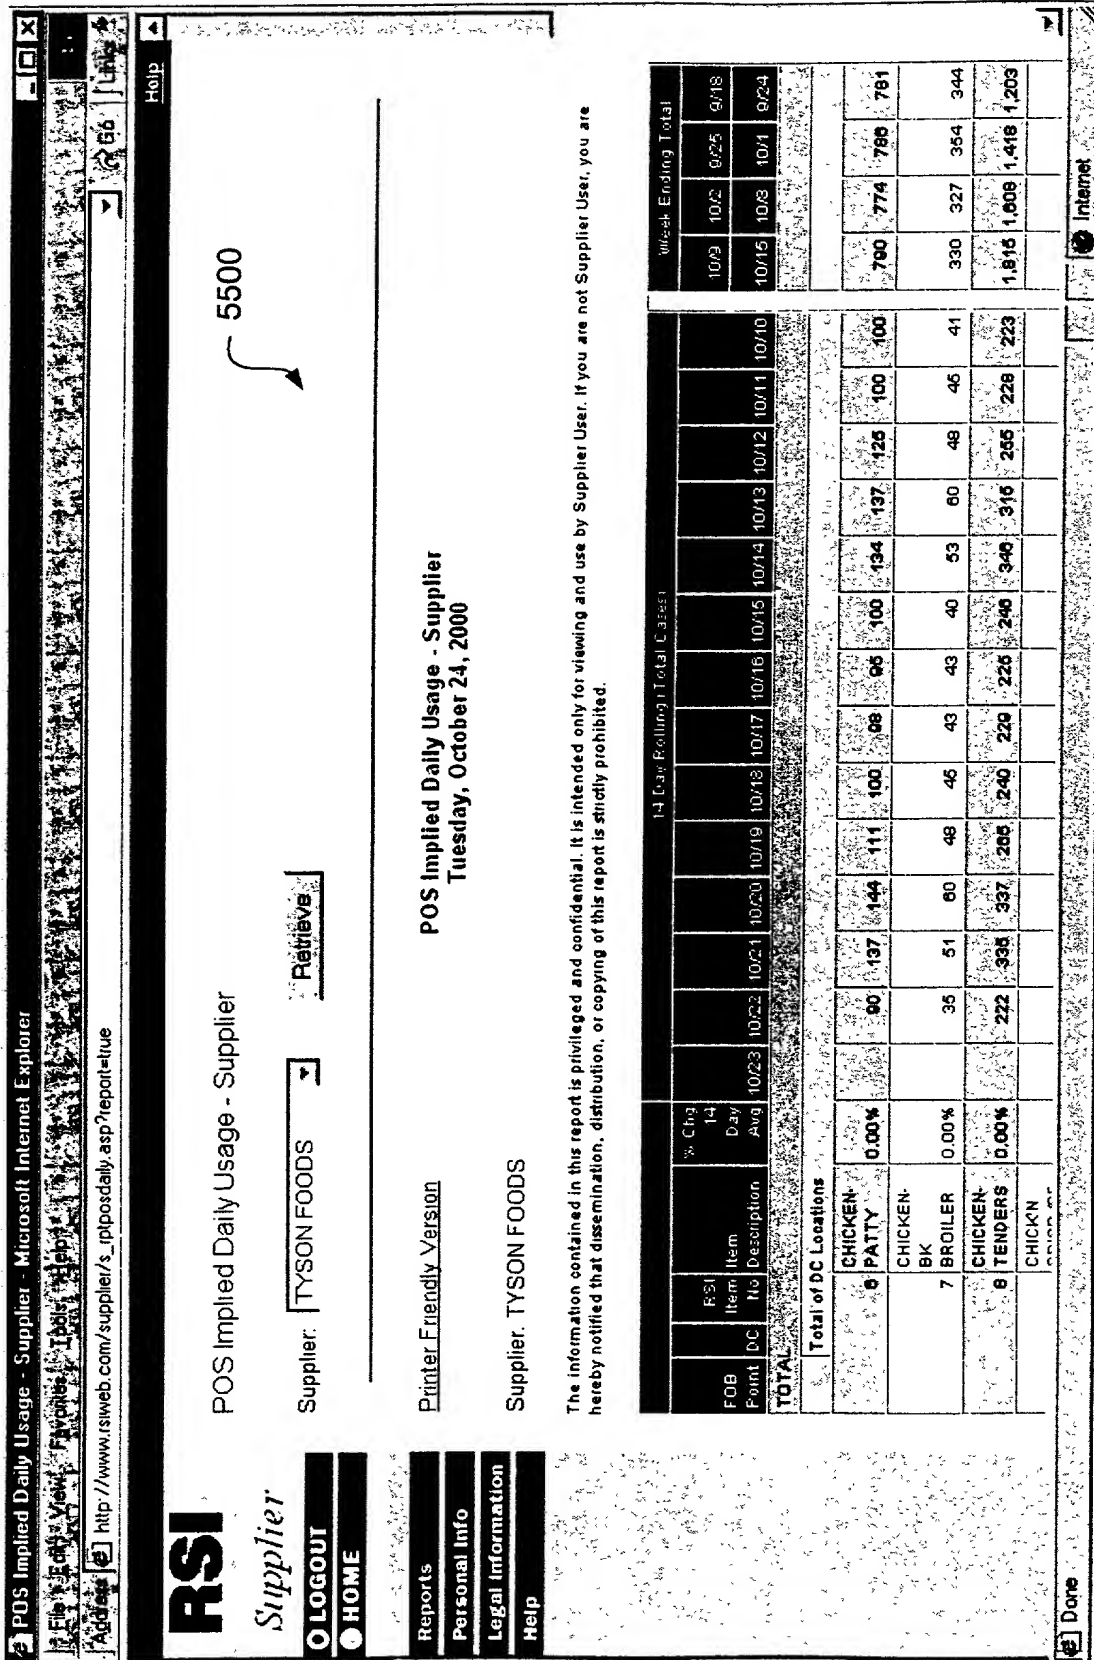 POS Implied Daily Usage - Supplier - Microsoft Internet Explorer
File Edit View Favorites Tools Help
Address http://www.rsiweb.com/supplier/s_rptposdaily.asp?report=true Go Links
Help
RSI
Supplier
LOGOUT
HOME
Reports
Personal Info
Legal Information
Help
POS Implied Daily Usage - Supplier
5500
Supplier: TYSON FOODS Retrieve
Printer Friendly Version
POS Implied Daily Usage - Supplier
Tuesday, October 24, 2000
Supplier. TYSON FOODS
The information contained in this report is privileged and confidential. It is intended only for viewing and use by Supplier User. If you are not Supplier User, you are
hereby notified that dissemination, distribution, or copying of this report is strictly prohibited.
14 Day Rolling (Total Cases) Week Ending Total
FOB Point DC RSI Item No Item Description % Chg 14 Day Avg 10/23 10/22 10/21 10/20 10/19 10/18 10/17 10/16 10/15 10/14 10/13 10/12 10/11 10/10 10/9 10/2 9/25 9/18
10/15 10/8 10/1 9/24
TOTAL
Total of DC Locations
6 CHICKEN-PATTY 0.00% 90 137 144 111 100 98 95 100 134 137 125 100 100 790 774 786 781
7 CHICKEN-BK BROILER 0.00% 35 51 60 48 46 43 43 40 53 60 48 46 41 330 327 354 344
8 CHICKEN-TENDERS 0.00% 222 335 337 265 240 229 225 246 346 315 255 228 223 1,815 1,608 1,418 1,203
CHICK'N
Done Internet